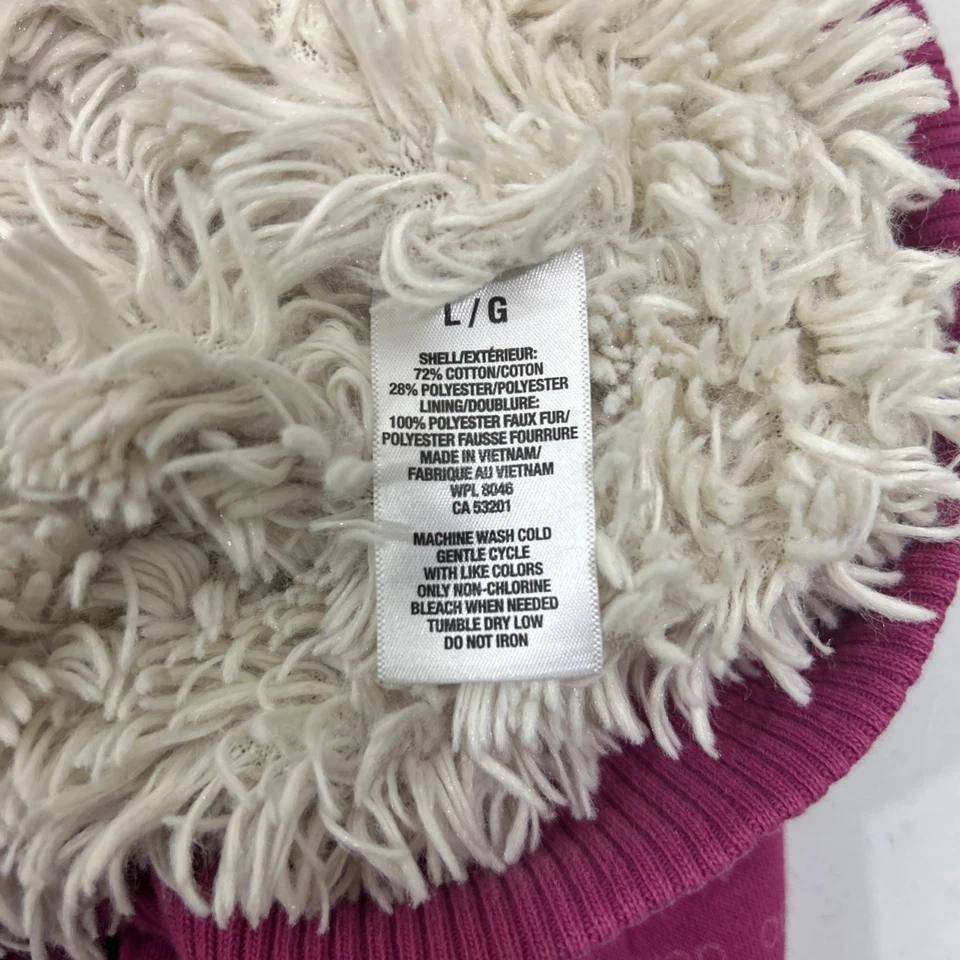 L / G
SHELL/EXTÉRIEUR:
72% COTTON/COTON
28% POLYESTER/POLYESTER
LINING/DOUBLURE:
100% POLYESTER FAUX FUR/
POLYESTER FAUSSE FOURRURE
MADE IN VIETNAM/
FABRIQUE AU VIETNAM
WPL 8046
CA 53201
MACHINE WASH COLD
GENTLE CYCLE
WITH LIKE COLORS
ONLY NON-CHLORINE
BLEACH WHEN NEEDED
TUMBLE DRY LOW
DO NOT IRON